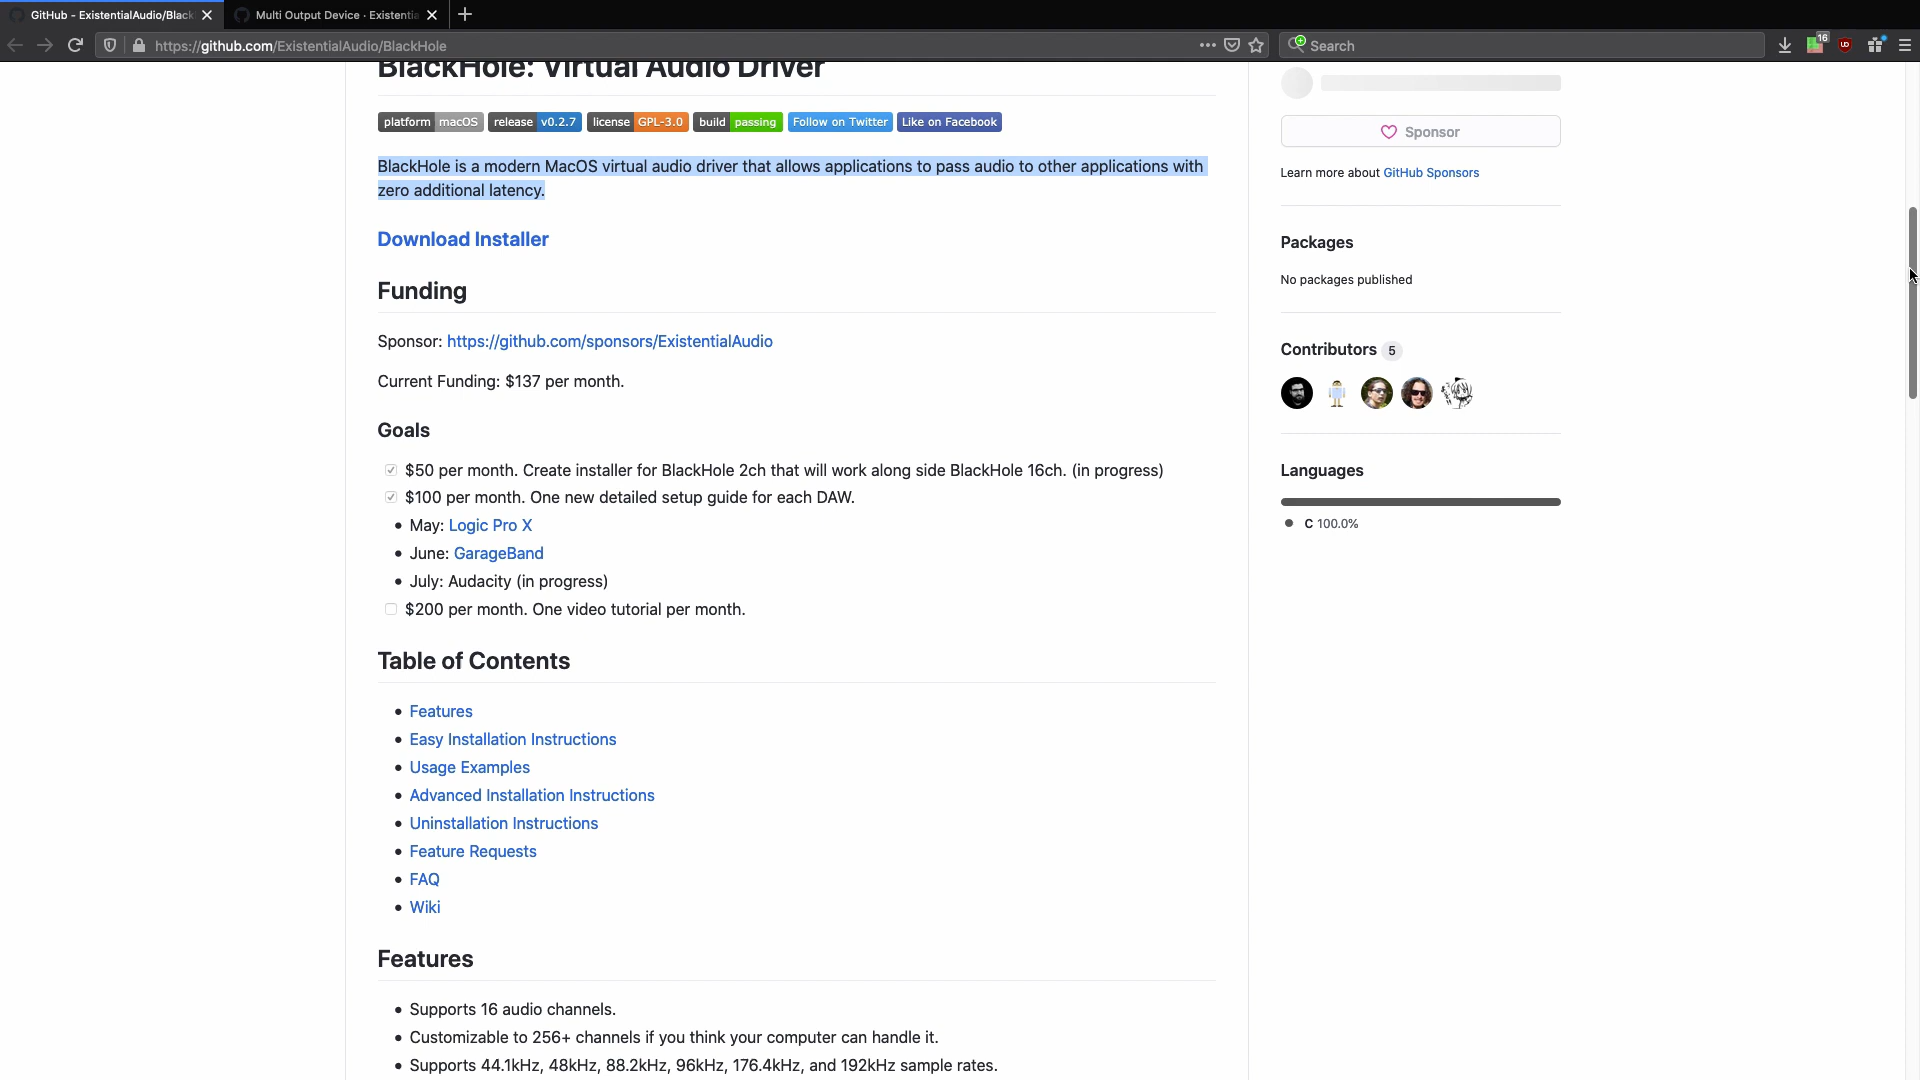 GitHub - ExistentialAudio/Black
Multi Output Device · Existentia
https://github.com/ExistentialAudio/BlackHole
Search
16
BlackHole: Virtual Audio Driver
platform macOS release v0.2.7 license GPL-3.0 build passing Follow on Twitter Like on Facebook
BlackHole is a modern MacOS virtual audio driver that allows applications to pass audio to other applications with
zero additional latency.
Download Installer
Funding
Sponsor: https://github.com/sponsors/ExistentialAudio
Current Funding: $137 per month.
Goals
$50 per month. Create installer for BlackHole 2ch that will work along side BlackHole 16ch. (in progress)
$100 per month. One new detailed setup guide for each DAW.
• May: Logic Pro X
• June: GarageBand
• July: Audacity (in progress)
$200 per month. One video tutorial per month.
Table of Contents
• Features
• Easy Installation Instructions
• Usage Examples
• Advanced Installation Instructions
• Uninstallation Instructions
• Feature Requests
• FAQ
• Wiki
Features
• Supports 16 audio channels.
• Customizable to 256+ channels if you think your computer can handle it.
• Supports 44.1kHz, 48kHz, 88.2kHz, 96kHz, 176.4kHz, and 192kHz sample rates.
Sponsor
Learn more about GitHub Sponsors
Packages
No packages published
Contributors 5
Languages
C 100.0%